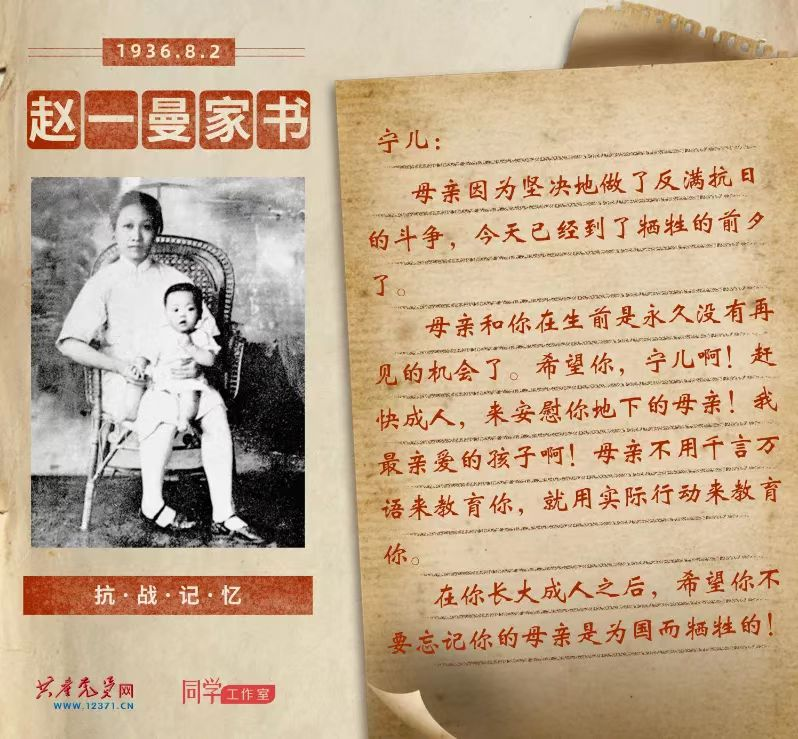 1936.8.2
赵一曼家书
宁儿：
母亲因为坚决地做了反满抗日
的斗争，今天已经到了牺牲的前夕
了。
母亲和你在生前是永久没有再
见的机会了。希望你，宁儿啊！赶
快成人，来安慰你地下的母亲！我
最亲爱的孩子啊！母亲不用千言万
语来教育你，就用实际行动来教育
你。
在你长大成人之后，希望你不
要忘记你的母亲是为国而牺牲的！
抗·战·记·忆
共产党员网
WWW.12371.CN
同学工作室